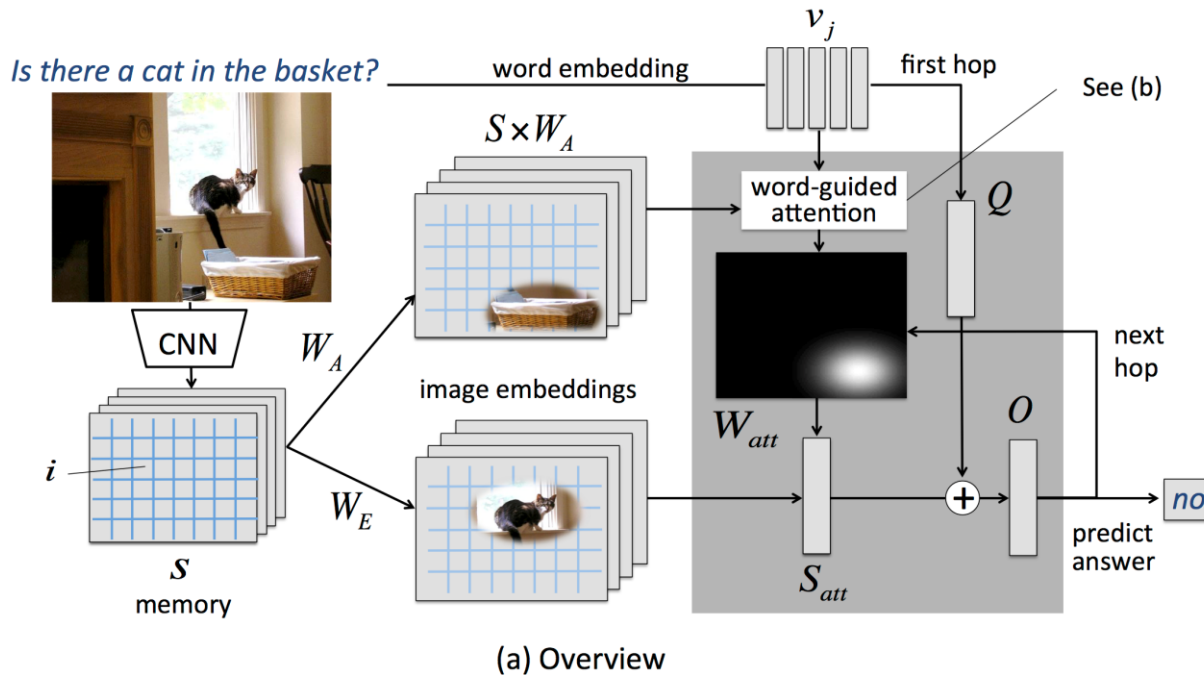 v_j
Is there a cat in the basket?
word embedding
first hop
See (b)
S × W_A
word-guided
attention
Q
CNN
W_A
next
hop
image embeddings
W_att
O
i
W_E
+
no
predict
answer
S
memory
S_att
(a) Overview